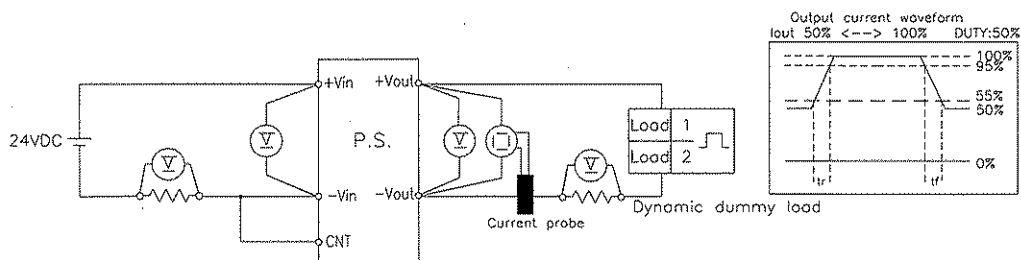 Output current waveform
Iout 50% <--> 100% DUTY:50%
100%
95%
55%
50%
0%
tr
tf
+Vin
+Vout
24VDC
V
V
P.S.
V
V
Load 1
Load 2
-Vin
-Vout
CNT
Current probe
Dynamic dummy load